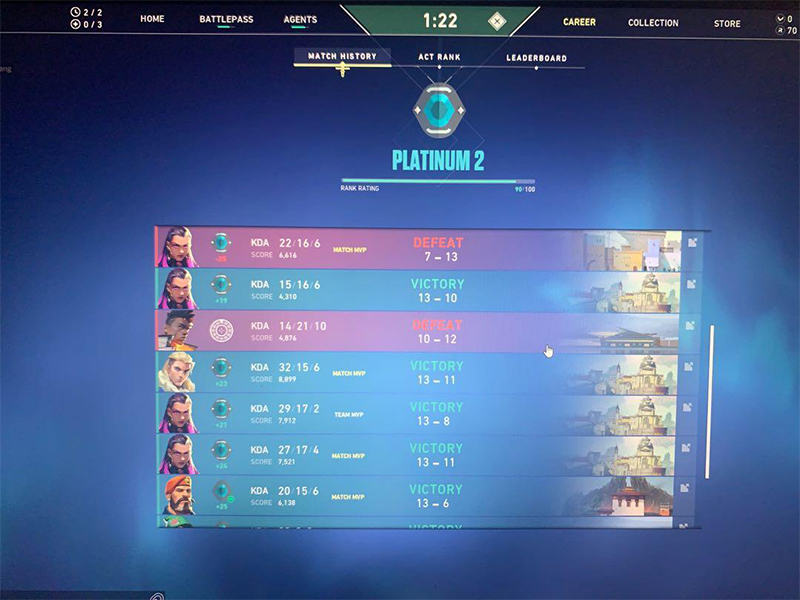 2 / 2
0 / 3
HOME
BATTLEPASS
AGENTS
1:22
CAREER
COLLECTION
STORE
0
70
MATCH HISTORY
ACT RANK
LEADERBOARD
PLATINUM 2
RANK RATING
90/100
KDA 22/16/6
SCORE 6,616
-25
MATCH MVP
DEFEAT
7 – 13
KDA 15/16/6
SCORE 4,310
+19
VICTORY
13 – 10
KDA 14/21/10
SCORE 4,876
DEFEAT
10 – 12
KDA 32/15/6
SCORE 8,899
+23
MATCH MVP
VICTORY
13 – 11
KDA 29/17/2
SCORE 7,912
+21
TEAM MVP
VICTORY
13 – 8
KDA 27/17/4
SCORE 7,521
+24
MATCH MVP
VICTORY
13 – 11
KDA 20/15/6
SCORE 6,138
+25
MATCH MVP
VICTORY
13 – 6
VICTORY